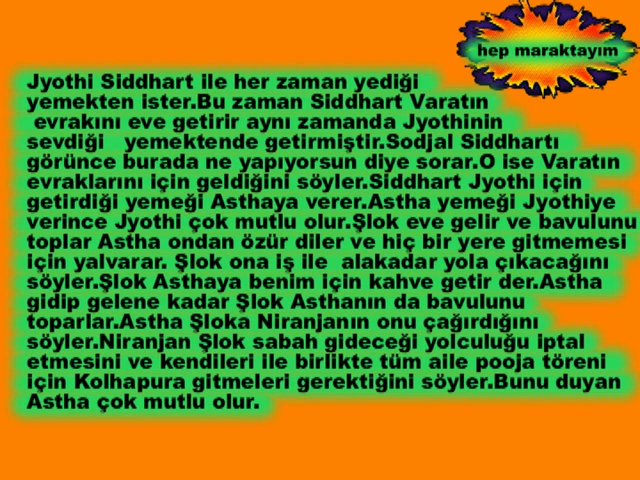 hep maraktayım
Jyothi Siddhart ile her zaman yediği
yemekten ister.Bu zaman Siddhart Varatın
evrakını eve getirir aynı zamanda Jyothinin
sevdiği yemektende getirmiştir.Sodjal Siddhartı
görünce burada ne yapıyorsun diye sorar.O ise Varatın
evraklarını için geldiğini söyler.Siddhart Jyothi için
getirdiği yemeği Asthaya verer.Astha yemeği Jyothiye
verince Jyothi çok mutlu olur.Şlok eve gelir ve bavulunu
toplar Astha ondan özür diler ve hiç bir yere gitmemesi
için yalvarar. Şlok ona iş ile alakadar yola çıkacağını
söyler.Şlok Asthaya benim için kahve getir der.Astha
gidip gelene kadar Şlok Asthanın da bavulunu
toparlar.Astha Şloka Niranjanın onu çağırdığını
söyler.Niranjan Şlok sabah gideceği yolculuğu iptal
etmesini ve kendileri ile birlikte tüm aile pooja töreni
için Kolhapura gitmeleri gerektiğini söyler.Bunu duyan
Astha çok mutlu olur.